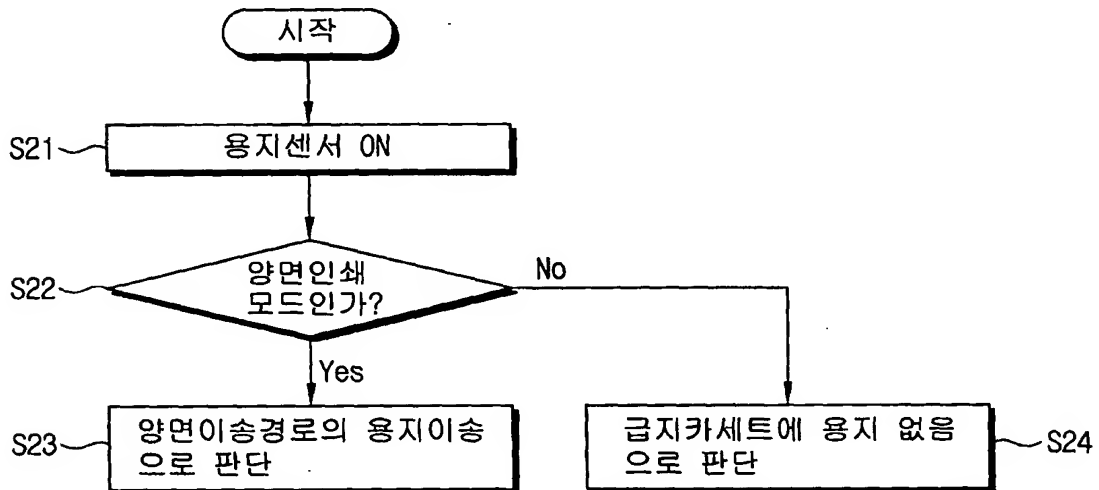 시작
S21
용지센서 ON
S22
양면인쇄
모드인가?
No
Yes
S23
양면이송경로의 용지이송
으로 판단
급지카세트에 용지 없음
으로 판단
S24